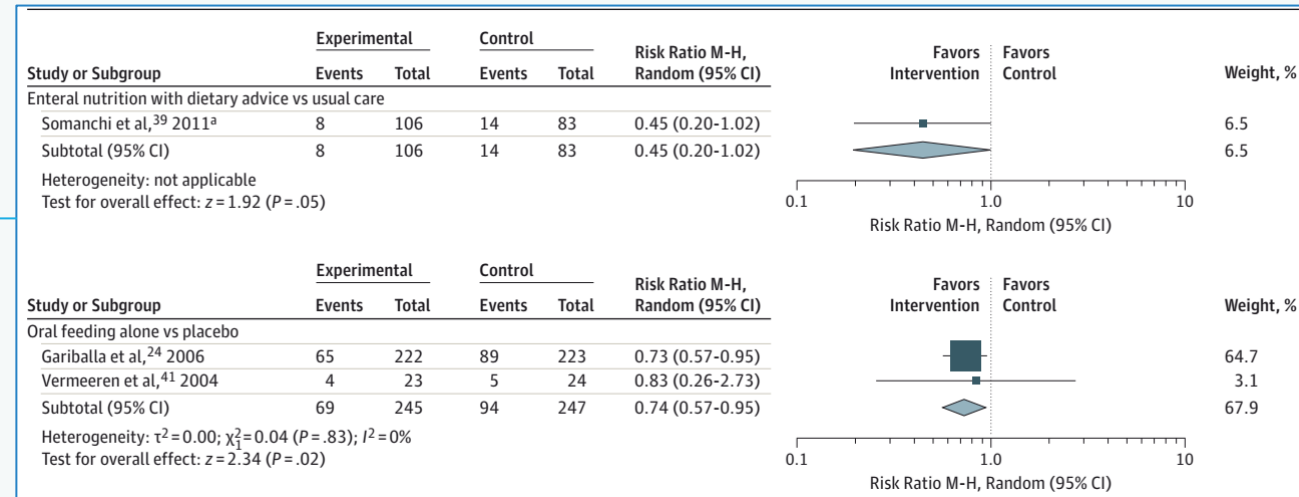 Experimental Control Favors Favors
Study or Subgroup Events Total Events Total Risk Ratio M-H, Random (95% CI) Intervention Control Weight, %
Enteral nutrition with dietary advice vs usual care
Somanchi et al,39 2011a 8 106 14 83 0.45 (0.20-1.02) 6.5
Subtotal (95% CI) 8 106 14 83 0.45 (0.20-1.02) 6.5
Heterogeneity: not applicable
Test for overall effect: z = 1.92 (P = .05)
0.1 1.0 10
Risk Ratio M-H, Random (95% CI)
Experimental Control Favors Favors
Study or Subgroup Events Total Events Total Risk Ratio M-H, Random (95% CI) Intervention Control Weight, %
Oral feeding alone vs placebo
Gariballa et al,24 2006 65 222 89 223 0.73 (0.57-0.95) 64.7
Vermeeren et al,41 2004 4 23 5 24 0.83 (0.26-2.73) 3.1
Subtotal (95% CI) 69 245 94 247 0.74 (0.57-0.95) 67.9
Heterogeneity: τ2 = 0.00; χ21 = 0.04 (P = .83); I2 = 0%
Test for overall effect: z = 2.34 (P = .02)
0.1 1.0 10
Risk Ratio M-H, Random (95% CI)